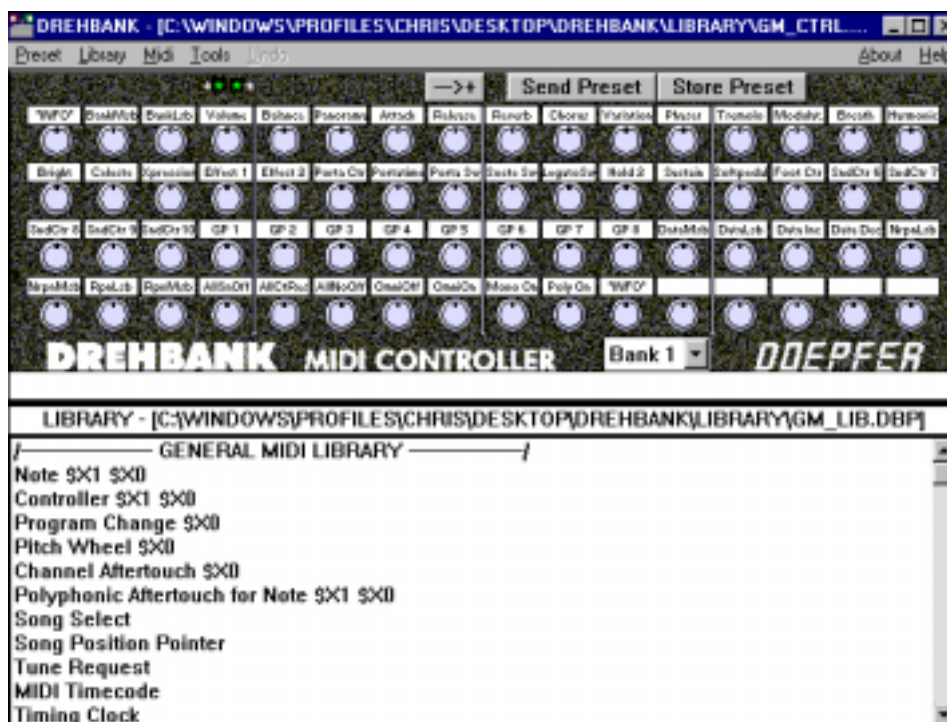 DREHBANK - [C:\WINDOWS\PROFILES\CHRIS\DESKTOP\DREHBANK\LIBRARY\GM_CTRL....
Preset Library Midi Tools Undo About Help
—>+ Send Preset Store Preset
"INFO" BankMsb BankLsb Volume Balance Panorama Attack Release Reverb Chorus Variation Phaser Tremolo Modulat. Breath Harmonic
Bright Celeste Xpression Effect 1 Effect 2 Porta Ctr Portatime Porta Sw Sosto Sw LegatoSw Hold 2 Sustain Softpedal Foot Ctr SndCtr 6 SndCtr 7
SndCtr 8 SndCtr 9 SndCtr 10 GP 1 GP 2 GP 3 GP 4 GP 5 GP 6 GP 7 GP 8 DataMsb DataLsb Data Inc Data Dec NrpnLsb
NrpnMsb RpnLsb RpnMsb AllSnOff AllCtRes AllNoOff OmniOff OmniOn Mono On Poly On "INFO"
DREHBANK MIDI CONTROLLER Bank 1 DOEPFER
LIBRARY - [C:\WINDOWS\PROFILES\CHRIS\DESKTOP\DREHBANK\LIBRARY\GM_LIB.DBP]
/————— GENERAL MIDI LIBRARY —————/
Note $X1 $X0
Controller $X1 $X0
Program Change $X0
Pitch Wheel $X0
Channel Aftertouch $X0
Polyphonic Aftertouch for Note $X1 $X0
Song Select
Song Position Pointer
Tune Request
MIDI Timecode
Timing Clock